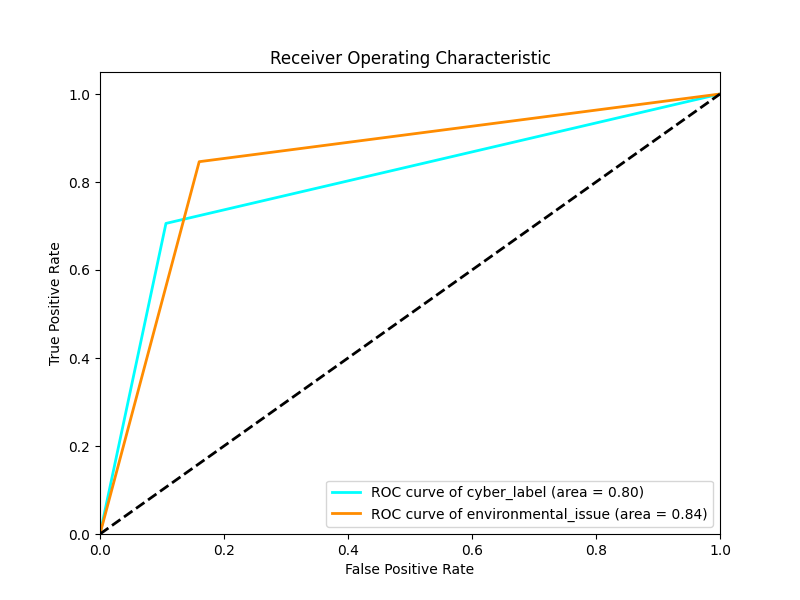 Receiver Operating Characteristic
True Positive Rate
1.0
0.8
0.6
0.4
0.2
0.0
0.0 0.2 0.4 0.6 0.8 1.0
False Positive Rate
ROC curve of cyber_label (area = 0.80)
ROC curve of environmental_issue (area = 0.84)